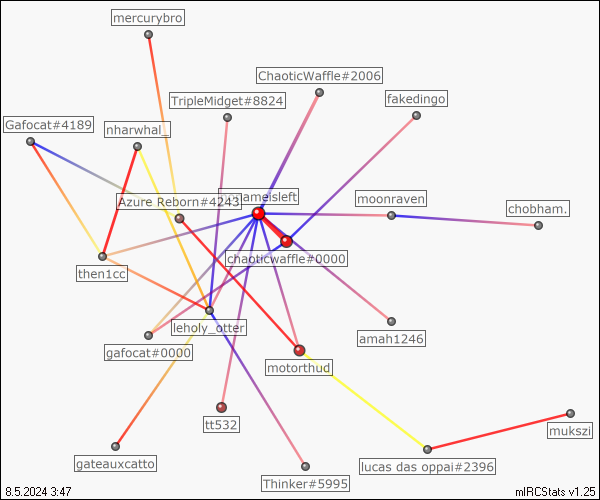 mercurybro
ChaoticWaffle#2006
TripleMidget#8824
fakedingo
Gafocat#4189
nharwhal_
Azure Reborn#4243
nameisleft
moonraven
chobham.
chaoticwaffle#0000
then1cc
leholy_otter
gafocat#0000
amah1246
motorthud
tt532
mukszi
gateauxcatto
lucas das oppai#2396
Thinker#5995
8.5.2024 3:47
mIRCStats v1.25